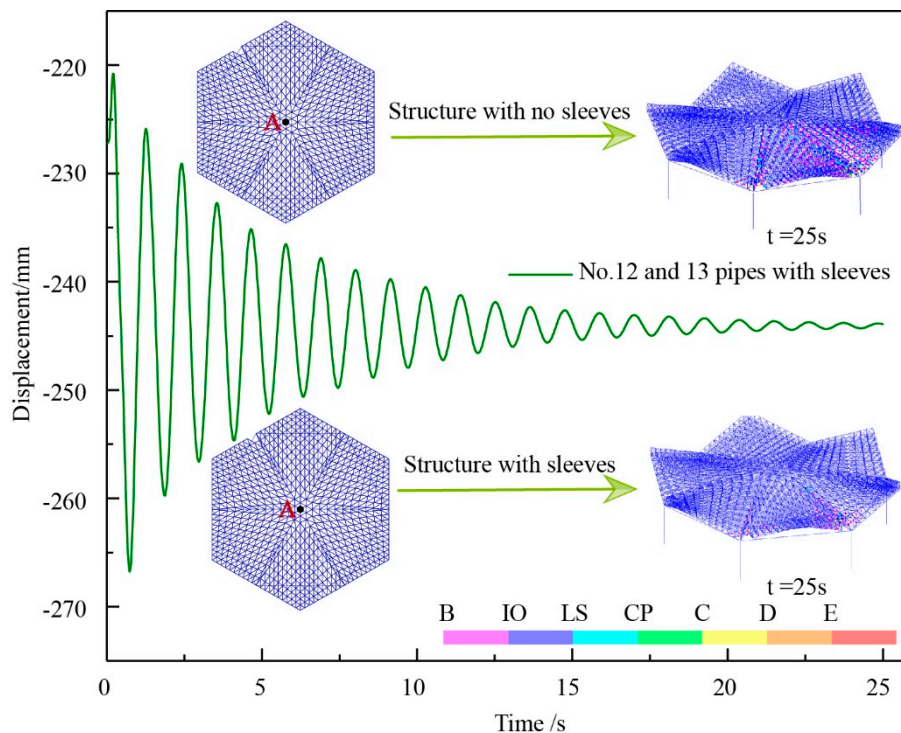 -220
-230
-240
-250
-260
-270
Displacement/mm
A
Structure with no sleeves
t =25s
No.12 and 13 pipes with sleeves
A
Structure with sleeves
t =25s
B IO LS CP C D E
0 5 10 15 20 25
Time /s